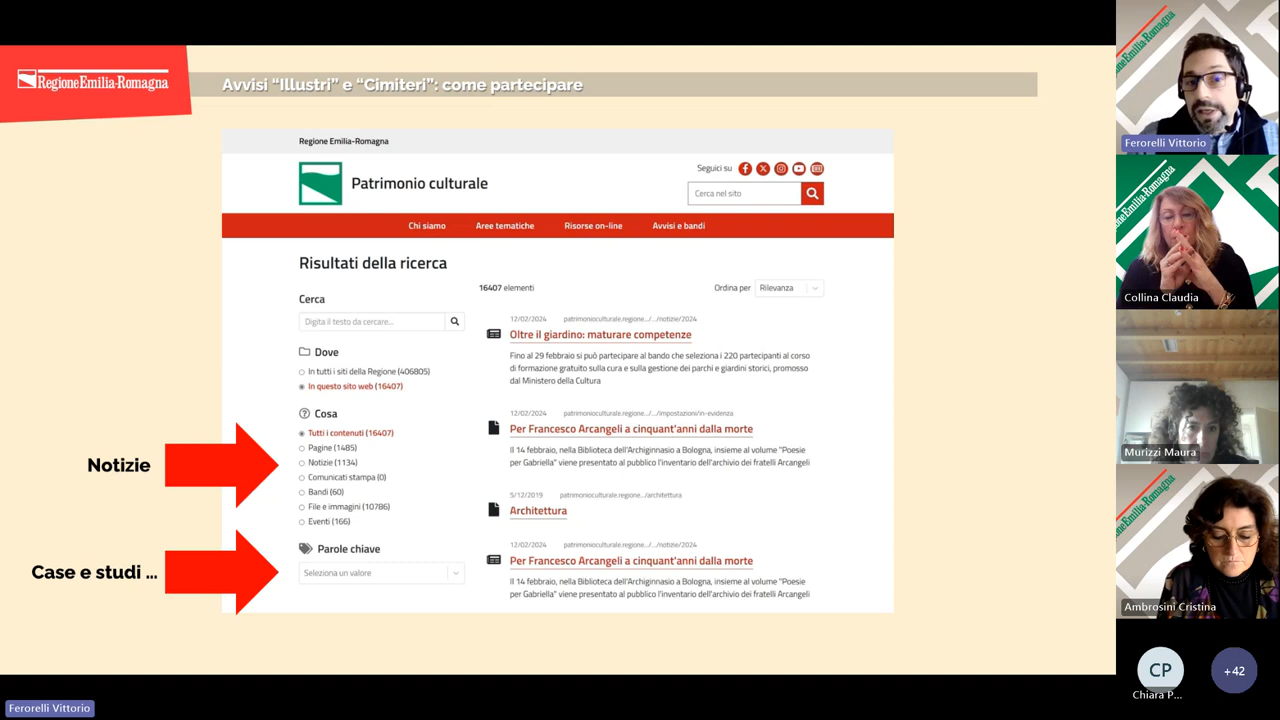 RegioneEmilia-Romagna
Avvisi “Illustri” e “Cimiteri”: come partecipare
Regione Emilia-Romagna
Patrimonio culturale
Seguici su
Cerca nel sito
Chi siamo
Aree tematiche
Risorse on-line
Avvisi e bandi
Risultati della ricerca
16407 elementi
Ordina per
Rilevanza
Cerca
Digita il testo da cercare...
Dove
In tutti i siti della Regione (406805)
In questo sito web (16407)
Cosa
Tutti i contenuti (16407)
Pagine (1485)
Notizie (1134)
Comunicati stampa (0)
Bandi (60)
File e immagini (10786)
Eventi (166)
Parole chiave
Seleziona un valore
Notizie
Case e studi ...
12/02/2024 patrimonioculturale.regione.../.../notizie/2024
Oltre il giardino: maturare competenze
Fino al 29 febbraio si può partecipare al bando che seleziona i 220 partecipanti al corso
di formazione gratuito sulla cura e sulla gestione dei parchi e giardini storici, promosso
dal Ministero della Cultura
12/02/2024 patrimonioculturale.regione.../.../impostazioni/in-evidenza
Per Francesco Arcangeli a cinquant'anni dalla morte
Il 14 febbraio, nella Biblioteca dell'Archiginnasio a Bologna, insieme al volume "Poesie
per Gabriella" viene presentato al pubblico l'inventario dell'archivio dei fratelli Arcangeli
5/12/2019 patrimonioculturale.regione.../architettura
Architettura
12/02/2024 patrimonioculturale.regione.../.../notizie/2024
Per Francesco Arcangeli a cinquant'anni dalla morte
Il 14 febbraio, nella Biblioteca dell'Archiginnasio a Bologna, insieme al volume "Poesie
per Gabriella" viene presentato al pubblico l'inventario dell'archivio dei fratelli Arcangeli
Ferorelli Vittorio
Collina Claudia
Murizzi Maura
RegioneEmilia-Romagna
Ambrosini Cristina
CP
Chiara P...
+42
Ferorelli Vittorio